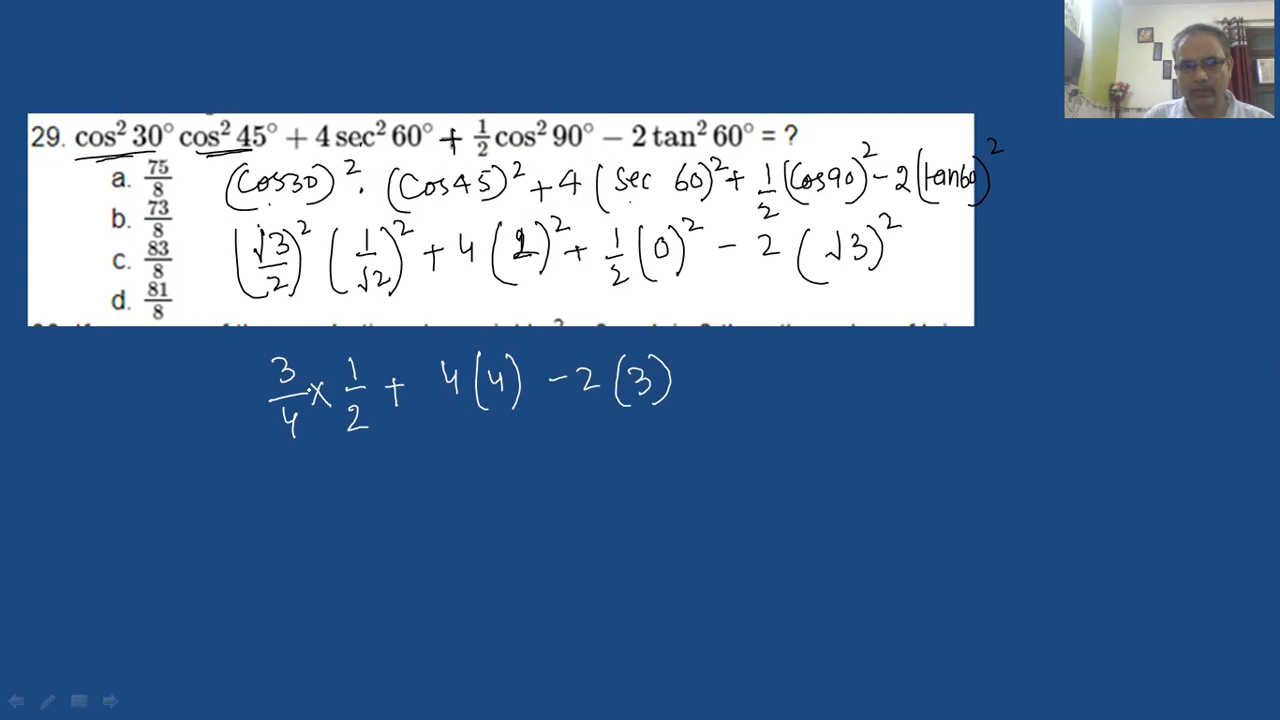 29. cos² 30° cos² 45° + 4 sec² 60° + 1/2 cos² 90° − 2 tan² 60° = ?
a. 75/8
b. 73/8
c. 83/8
d. 81/8
(Cos30)² . (Cos45)² + 4 (Sec 60)² + 1/2 (Cos90)² − 2 (tan60)²
(√3/2)² (1/√2)² + 4 (2)² + 1/2 (0)² − 2 (√3)²
3/4 × 1/2 + 4(4) − 2(3)